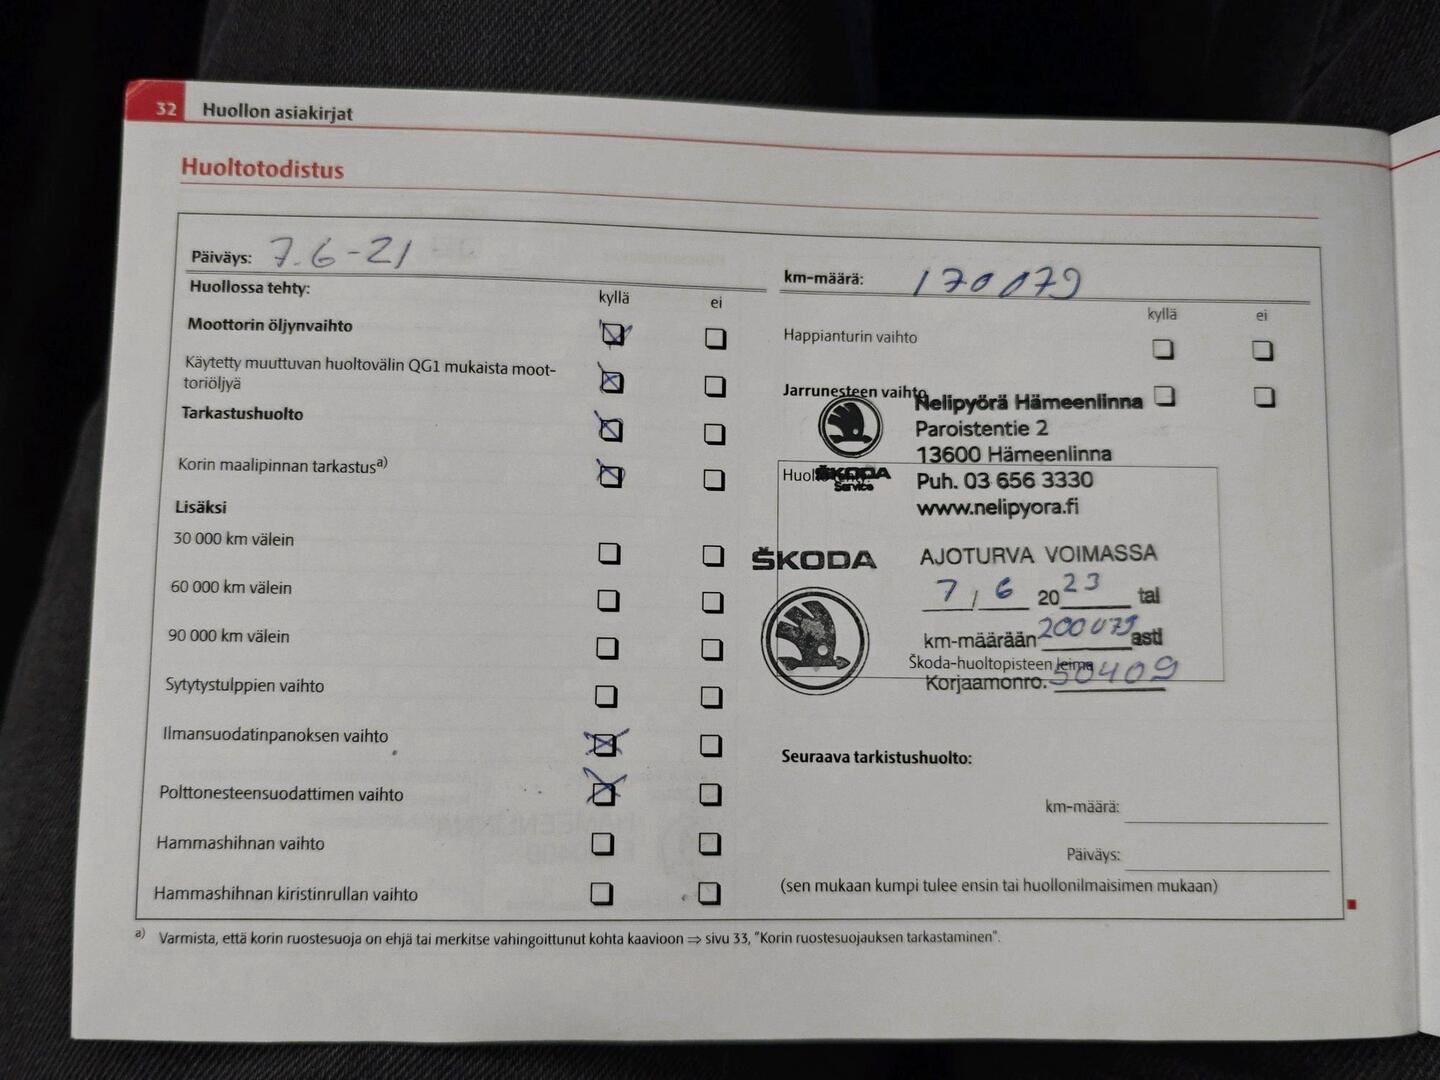 32 Huollon asiakirjat
Huoltotodistus
Päiväys: 7.6-21
Huollossa tehty:
kyllä ei
Moottorin öljynvaihto
Käytetty muuttuvan huoltovälin QG1 mukaista moot-
toriöljyä
Tarkastushuolto
Korin maalipinnan tarkastusa)
Lisäksi
30 000 km välein
60 000 km välein
90 000 km välein
Sytytystulppien vaihto
Ilmansuodatinpanoksen vaihto
Polttonesteensuodattimen vaihto
Hammashihnan vaihto
Hammashihnan kiristinrullan vaihto
km-määrä: 170079
kyllä ei
Happianturin vaihto
Jarrunesteen vaihto
Nelipyörä Hämeenlinna
Paroistentie 2
13600 Hämeenlinna
ŠKODA
Service
Puh. 03 656 3330
www.nelipyora.fi
ŠKODA
AJOTURVA VOIMASSA
7 / 6 2023 tai
km-määrään 200079 asti
Škoda-huoltopisteen leima
Korjaamonro. 50409
Seuraava tarkistushuolto:
km-määrä:
Päiväys:
(sen mukaan kumpi tulee ensin tai huollonilmaisimen mukaan)
a) Varmista, että korin ruostesuoja on ehjä tai merkitse vahingoittunut kohta kaavioon ⇒ sivu 33, "Korin ruostesuojauksen tarkastaminen".